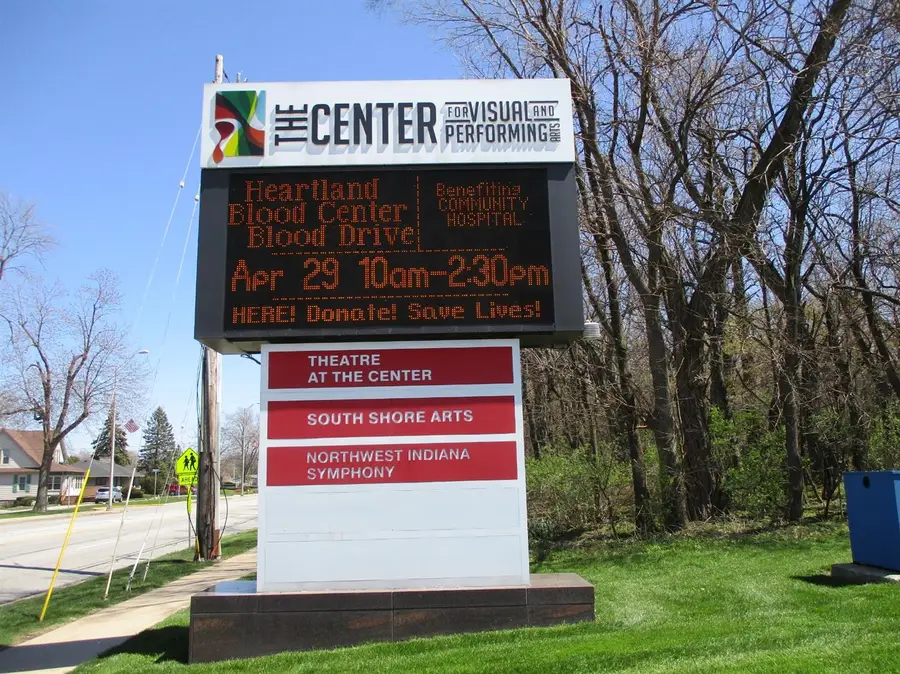 THE CENTER FOR VISUAL AND
PERFORMING ARTS
Heartland
Blood Center
Blood Drive
Benefiting
COMMUNITY
HOSPITAL
Apr 29 10am-2:30pm
HERE! Donate! Save Lives!
THEATRE
AT THE CENTER
SOUTH SHORE ARTS
NORTHWEST INDIANA
SYMPHONY
AHEAD